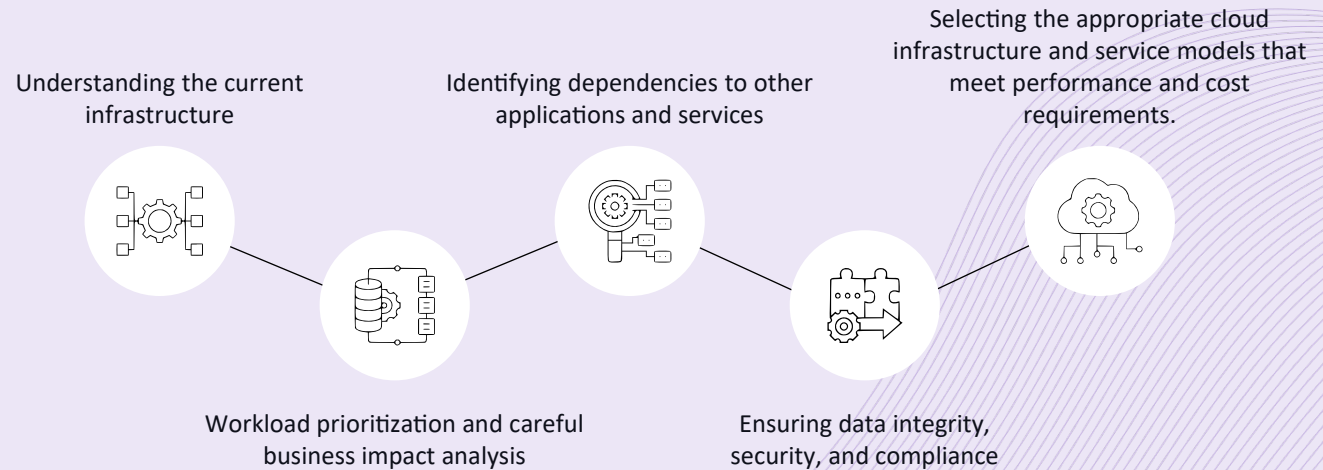 Understanding the current
infrastructure
Workload prioritization and careful
business impact analysis
Identifying dependencies to other
applications and services
Ensuring data integrity,
security, and compliance
Selecting the appropriate cloud
infrastructure and service models that
meet performance and cost
requirements.